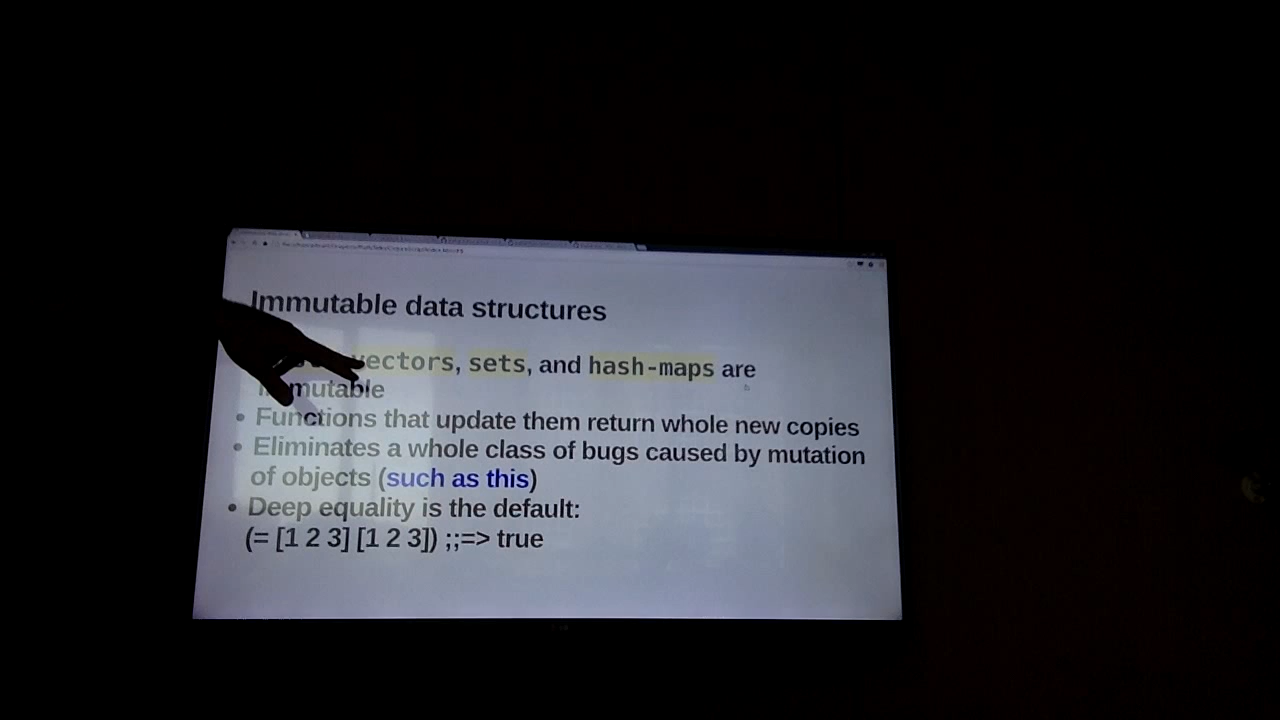 Immutable data structures
vectors, sets, and hash-maps are
immutable
• Functions that update them return whole new copies
• Eliminates a whole class of bugs caused by mutation
of objects (such as this)
• Deep equality is the default:
(= [1 2 3] [1 2 3]) ;;=> true